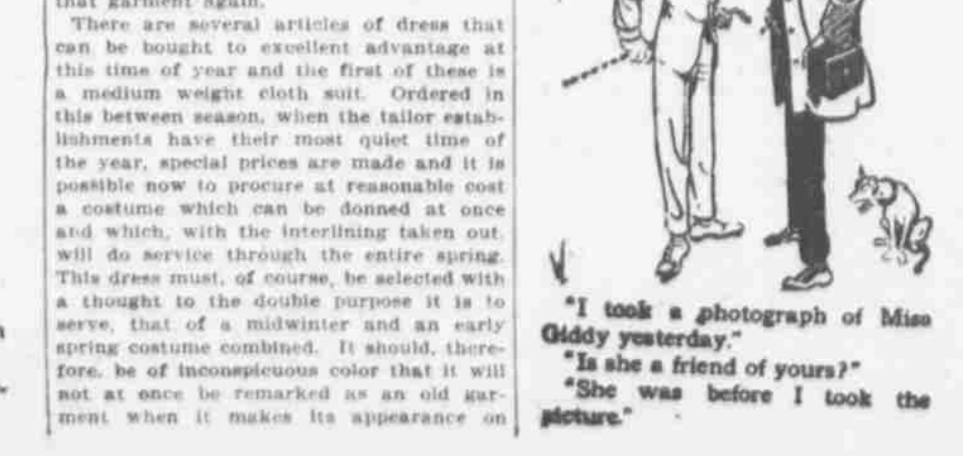 that garment again.
There are several articles of dress that
can be bought to excellent advantage at
this time of year and the first of these is
a medium weight cloth suit. Ordered in
this between season, when the tailor estab-
lishments have their most quiet time of
the year, special prices are made and it is
possible now to procure at reasonable cost
a costume which can be donned at once
and which, with the interlining taken out,
will do service through the entire spring.
This dress must, of course, be selected with
a thought to the double purpose it is to
serve, that of a midwinter and an early
spring costume combined. It should, there-
fore, be of inconspicuous color that it will
not at once be remarked as an old gar-
ment when it makes its appearance on
"I took a photograph of Miss
Giddy yesterday."
"Is she a friend of yours?"
"She was before I took the
picture."